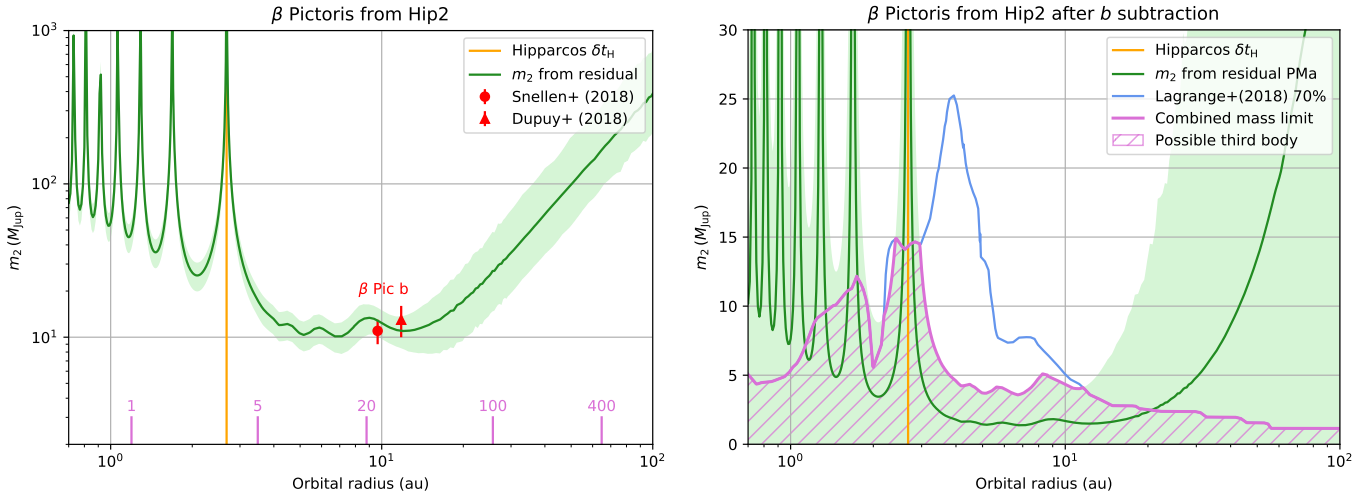 β Pictoris from Hip2
m₂ (M_Jup)
10³
10²
10¹
Hipparcos δt_H
m₂ from residual
Snellen+ (2018)
Dupuy+ (2018)
β Pic b
1
5
20
100
400
10⁰
10¹
10²
Orbital radius (au)
β Pictoris from Hip2 after b subtraction
m₂ (M_Jup)
30
25
20
15
10
5
0
Hipparcos δt_H
m₂ from residual PMa
Lagrange+(2018) 70%
Combined mass limit
Possible third body
10⁰
10¹
10²
Orbital radius (au)